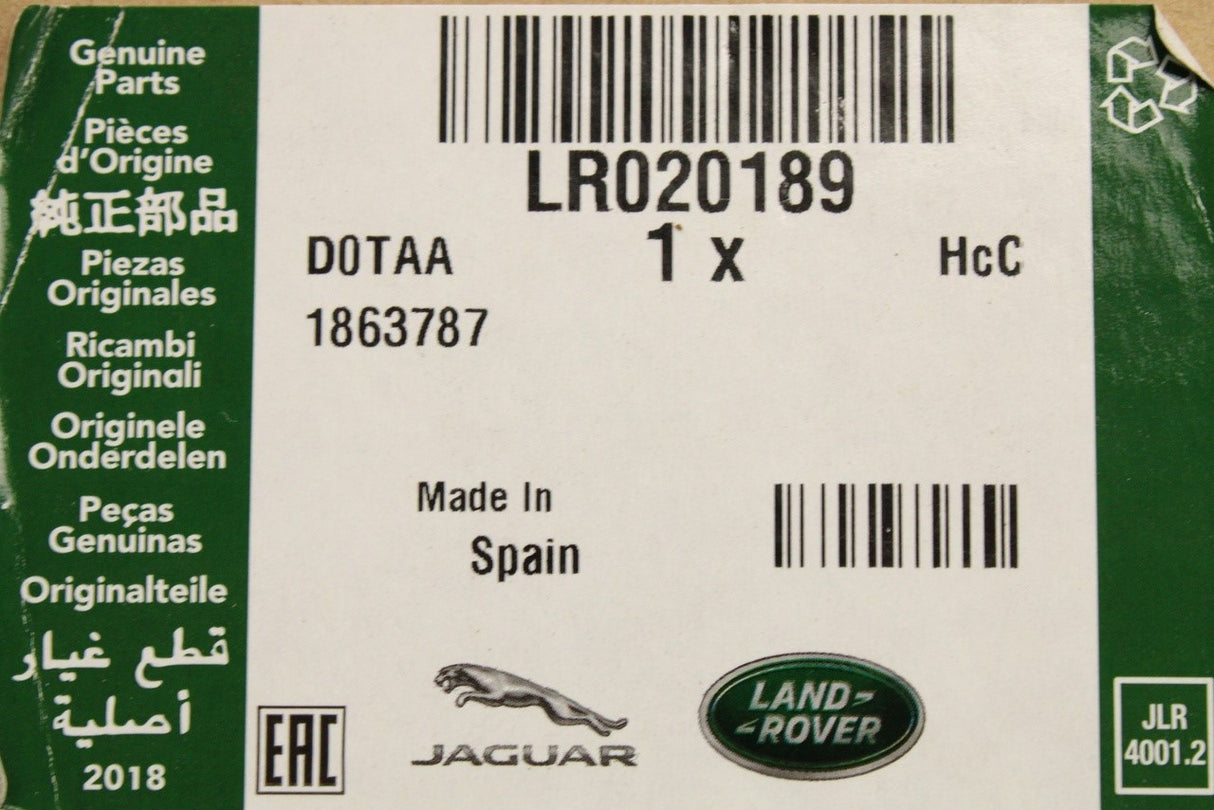 Genuine
Parts
Pièces
d'Origine
純正部品
Piezas
Originales
Ricambi
Originali
Originele
Onderdelen
Peças
Genuinas
Originalteile
قطع غيار
أصلية
2018
LR020189
D0TAA
1 x
HcC
1863787
Made In
Spain
EAC
JAGUAR
LAND
ROVER
JLR
4001.2